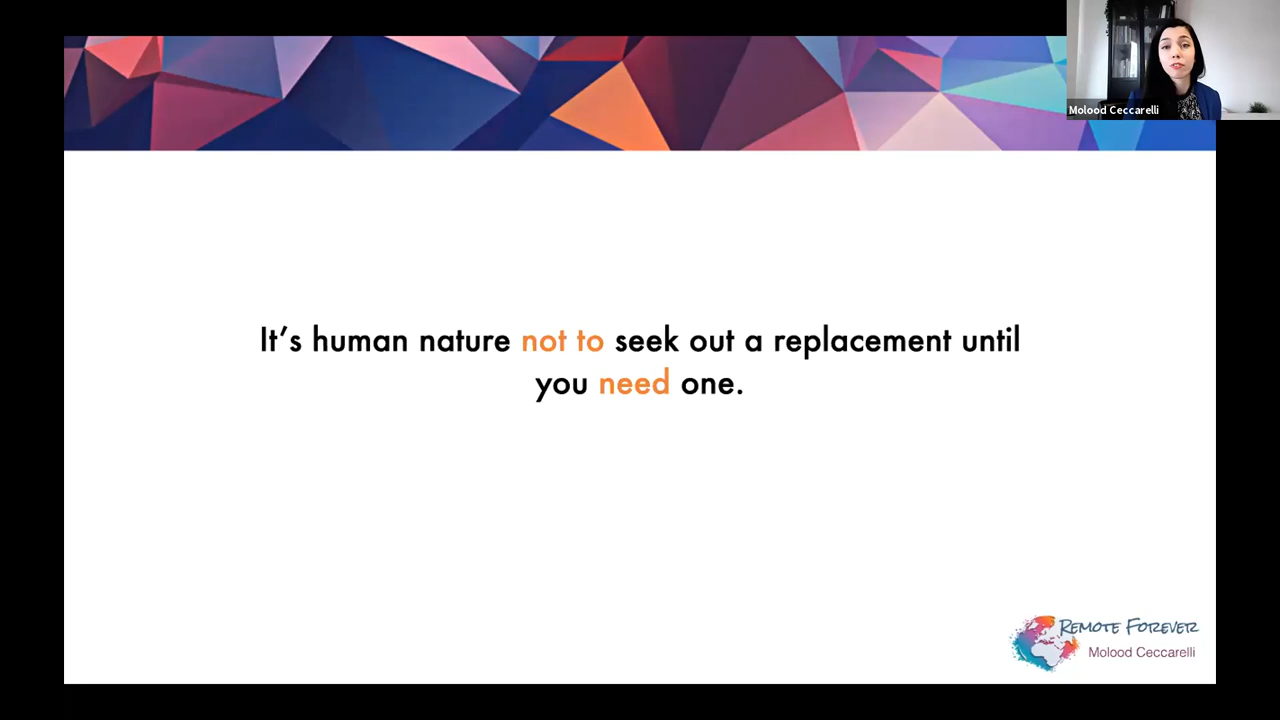 Molood Ceccarelli
It’s human nature not to seek out a replacement until
you need one.
REMOTE FOREVER
Molood Ceccarelli